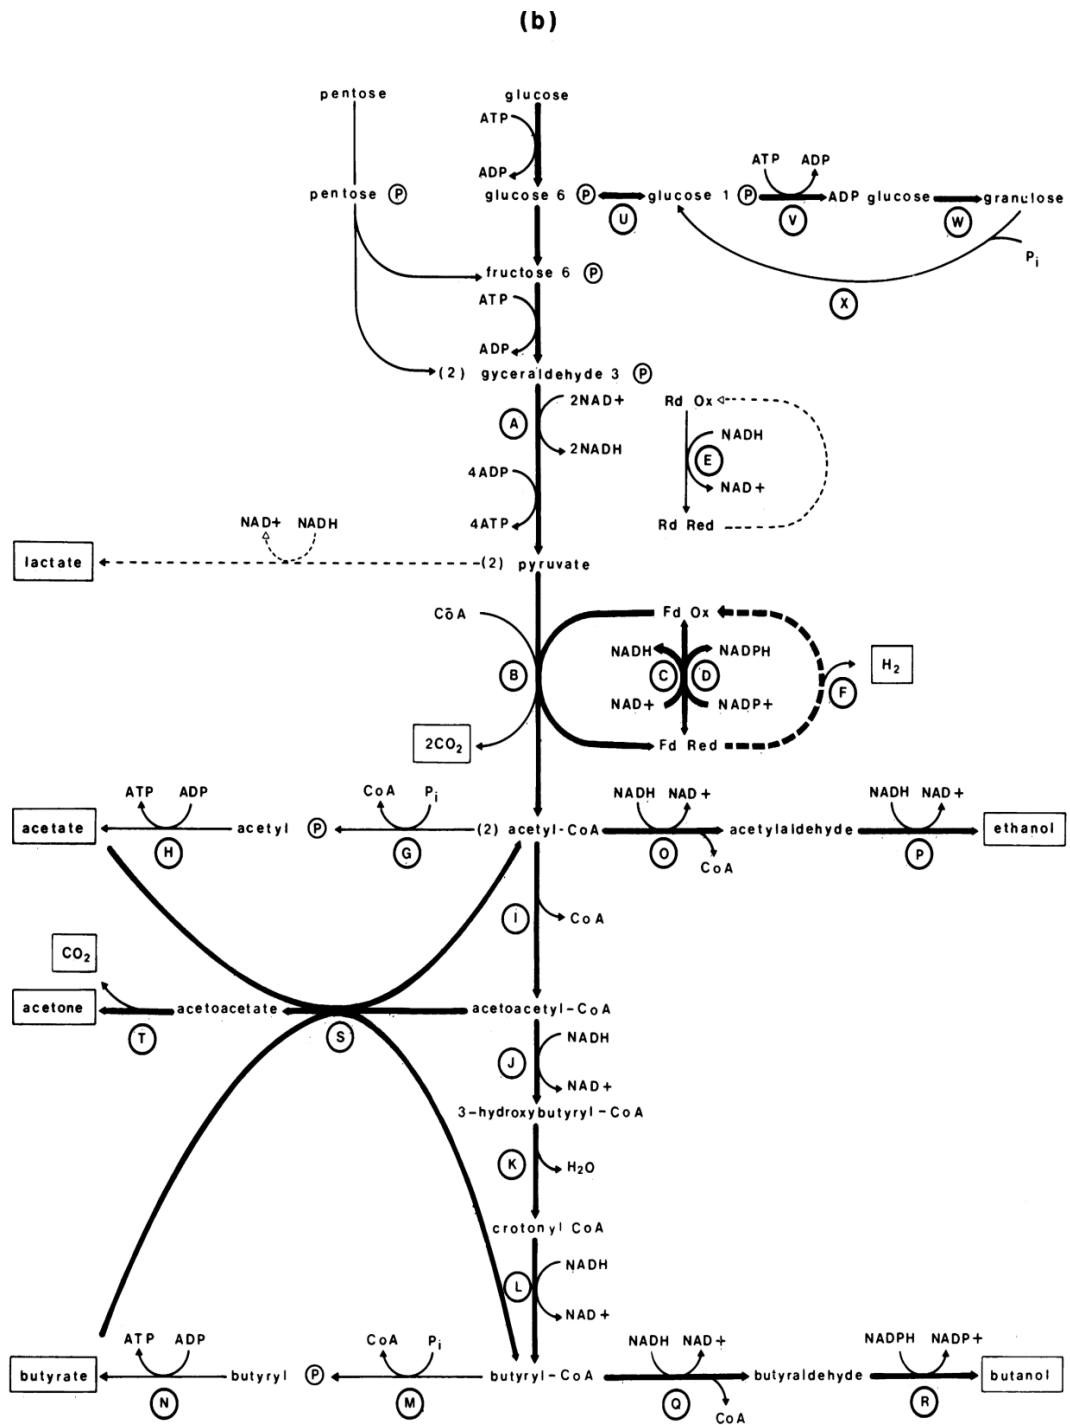 (b)
pentose
glucose
ATP
ADP
ATP ADP
pentose P
glucose 6 P
glucose 1 P
ADP glucose
granulose
U
V
W
Pi
fructose 6 P
X
ATP
ADP
(2) gyceraldehyde 3 P
2NAD+
Rd Ox
A
NADH
2NADH
E
4ADP
NAD+
NAD+ NADH
4ATP
Rd Red
lactate
(2) pyruvate
CoA
Fd Ox
NADH
NADPH
H2
B
C
D
F
NAD+
NADP+
2CO2
Fd Red
ATP ADP
CoA Pi
NADH NAD+
NADH NAD+
acetate
acetyl P
(2) acetyl-CoA
acetylaldehyde
ethanol
H
G
O
P
CoA
I
CoA
CO2
acetone
acetoacetate
acetoacetyl-CoA
T
S
NADH
J
NAD+
3-hydroxybutyryl-CoA
K
H2O
crotonyl CoA
NADH
L
NAD+
ATP ADP
CoA Pi
NADH NAD+
NADPH NADP+
butyrate
butyryl P
butyryl-CoA
butyraldehyde
butanol
N
M
Q
R
CoA